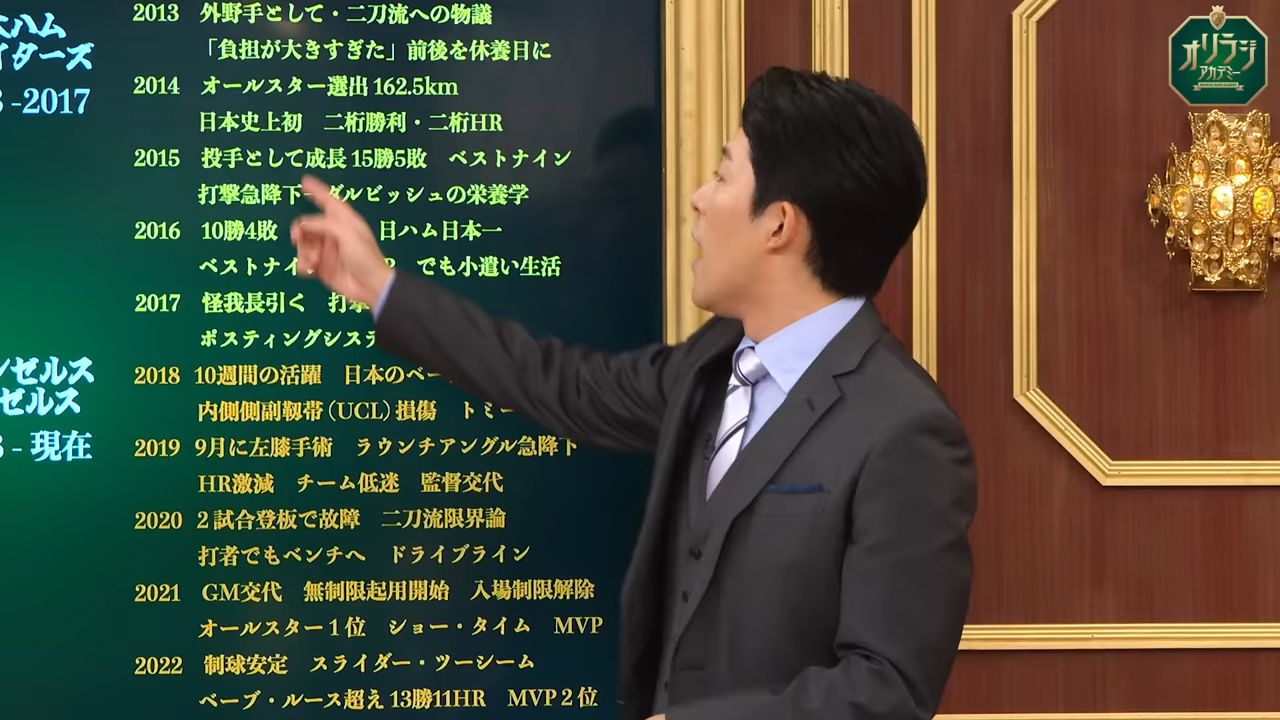 ハム
イターズ
-2017
2013 外野手として・二刀流への物議
「負担が大きすぎた」前後を休養日に
2014 オールスター選出 162.5km
日本史上初 二桁勝利・二桁HR
2015 投手として成長 15勝5敗 ベストナイン
打撃急降下 ダルビッシュの栄養学
2016 10勝4敗 日ハム日本一
ベストナイ でも小遣い生活
2017 怪我長引く 打撃
ポスティングシステ
ゼルス
ゼルス
- 現在
2018 10週間の活躍 日本のベー
内側側副靱帯（UCL）損傷 トミー
2019 9月に左膝手術 ラウンチアングル急降下
HR激減 チーム低迷 監督交代
2020 2試合登板で故障 二刀流限界論
打者でもベンチへ ドライブライン
2021 GM交代 無制限起用開始 入場制限解除
オールスター1位 ショー・タイム MVP
2022 制球安定 スライダー・ツーシーム
ベーブ・ルース超え 13勝11HR MVP2位
オリラジ
アカデミー